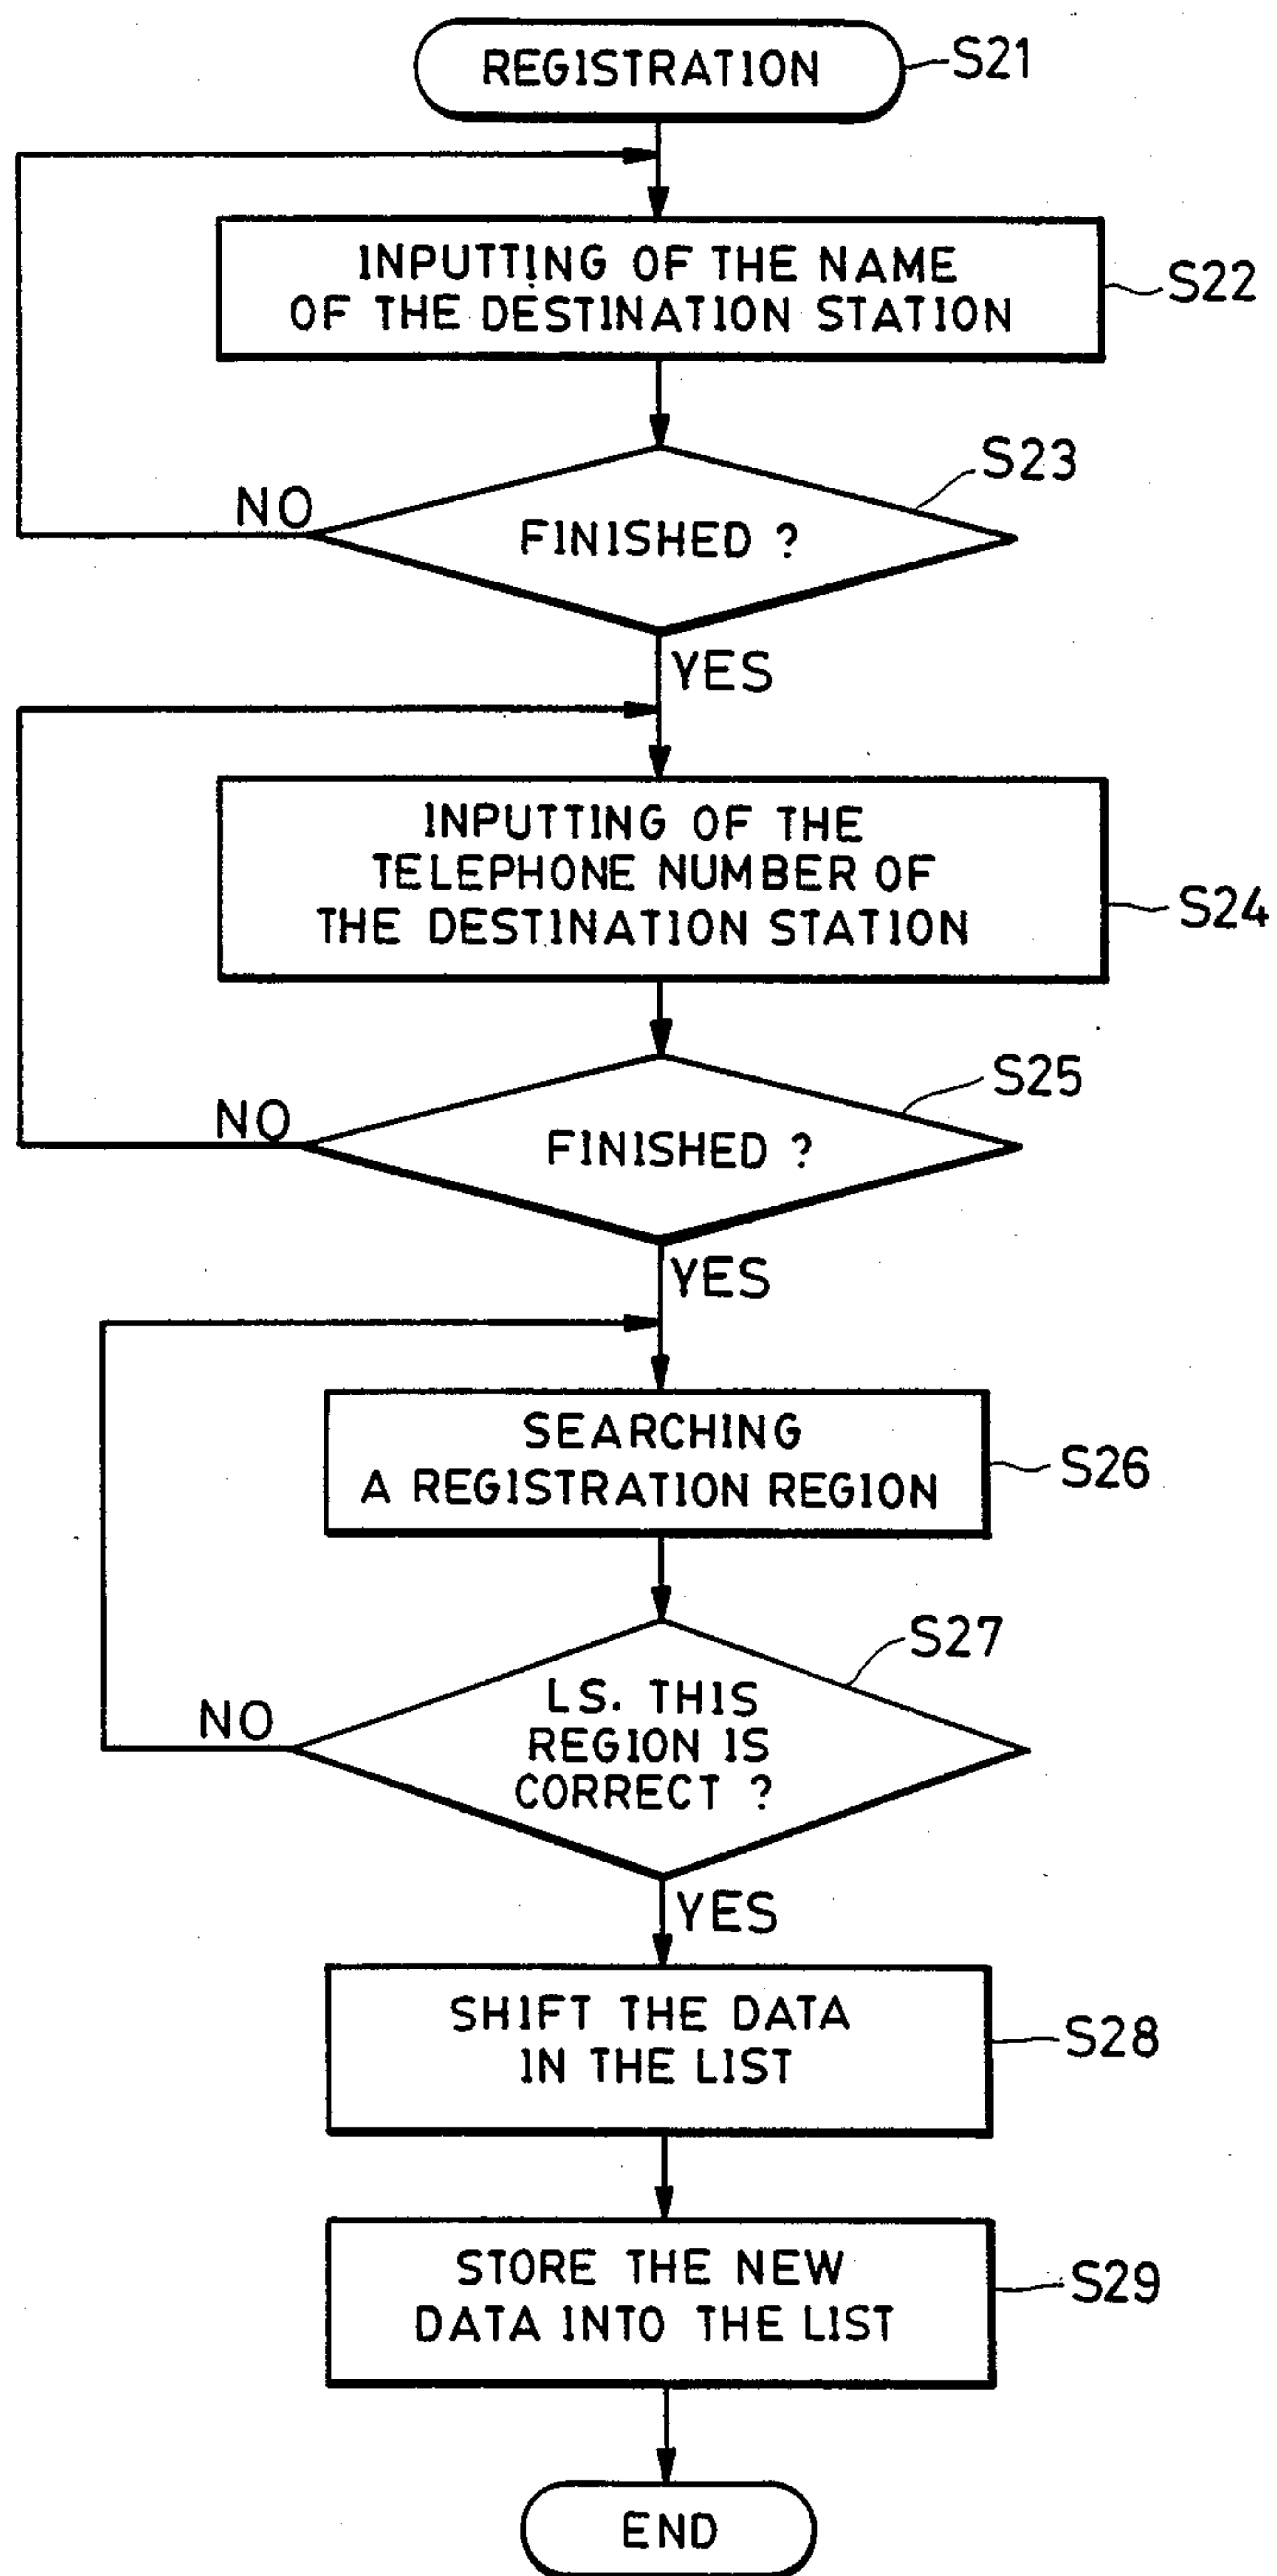 REGISTRATION
S21
INPUTTING OF THE NAME
OF THE DESTINATION STATION
S22
S23
NO
FINISHED ?
YES
INPUTTING OF THE
TELEPHONE NUMBER OF
THE DESTINATION STATION
S24
S25
NO
FINISHED ?
YES
SEARCHING
A REGISTRATION REGION
S26
S27
NO
LS. THIS
REGION IS
CORRECT ?
YES
SHIFT THE DATA
IN THE LIST
S28
STORE THE NEW
DATA INTO THE LIST
S29
END